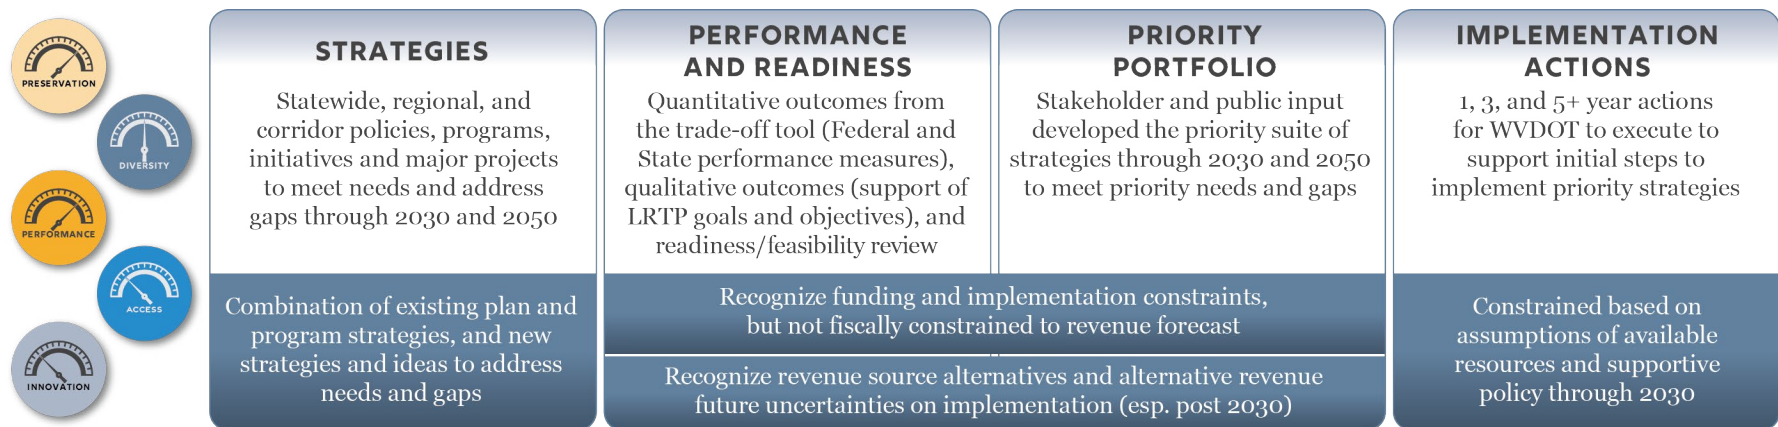 PRESERVATION
DIVERSITY
PERFORMANCE
ACCESS
INNOVATION
STRATEGIES
Statewide, regional, and
corridor policies, programs,
initiatives and major projects
to meet needs and address
gaps through 2030 and 2050
Combination of existing plan and
program strategies, and new
strategies and ideas to address
needs and gaps
PERFORMANCE
AND READINESS
Quantitative outcomes from
the trade-off tool (Federal and
State performance measures),
qualitative outcomes (support of
LRTP goals and objectives), and
readiness/feasibility review
PRIORITY
PORTFOLIO
Stakeholder and public input
developed the priority suite of
strategies through 2030 and 2050
to meet priority needs and gaps
Recognize funding and implementation constraints,
but not fiscally constrained to revenue forecast
Recognize revenue source alternatives and alternative revenue
future uncertainties on implementation (esp. post 2030)
IMPLEMENTATION
ACTIONS
1, 3, and 5+ year actions
for WVDOT to execute to
support initial steps to
implement priority strategies
Constrained based on
assumptions of available
resources and supportive
policy through 2030